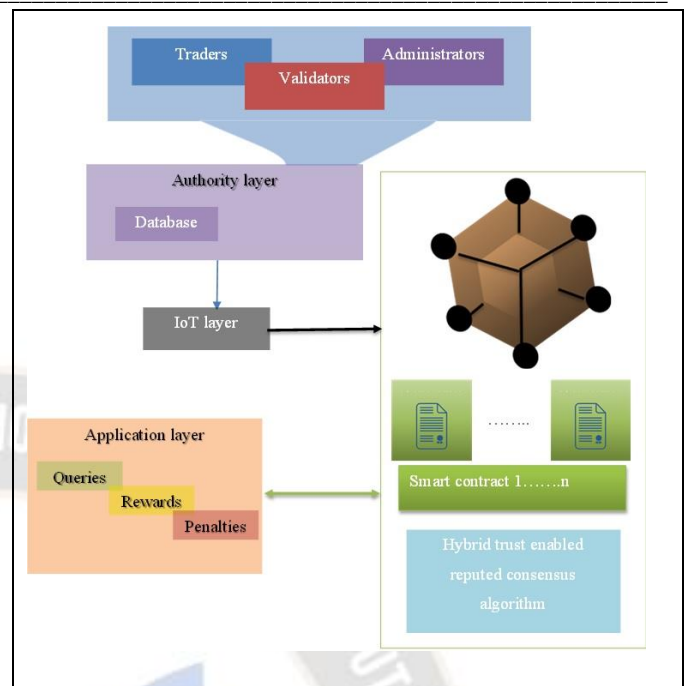 Traders
Administrators
Validators
Authority layer
Database
IoT layer
Application layer
Queries
Rewards
Penalties
........
Smart contract 1.......n
Hybrid trust enabled
reputed consensus
algorithm